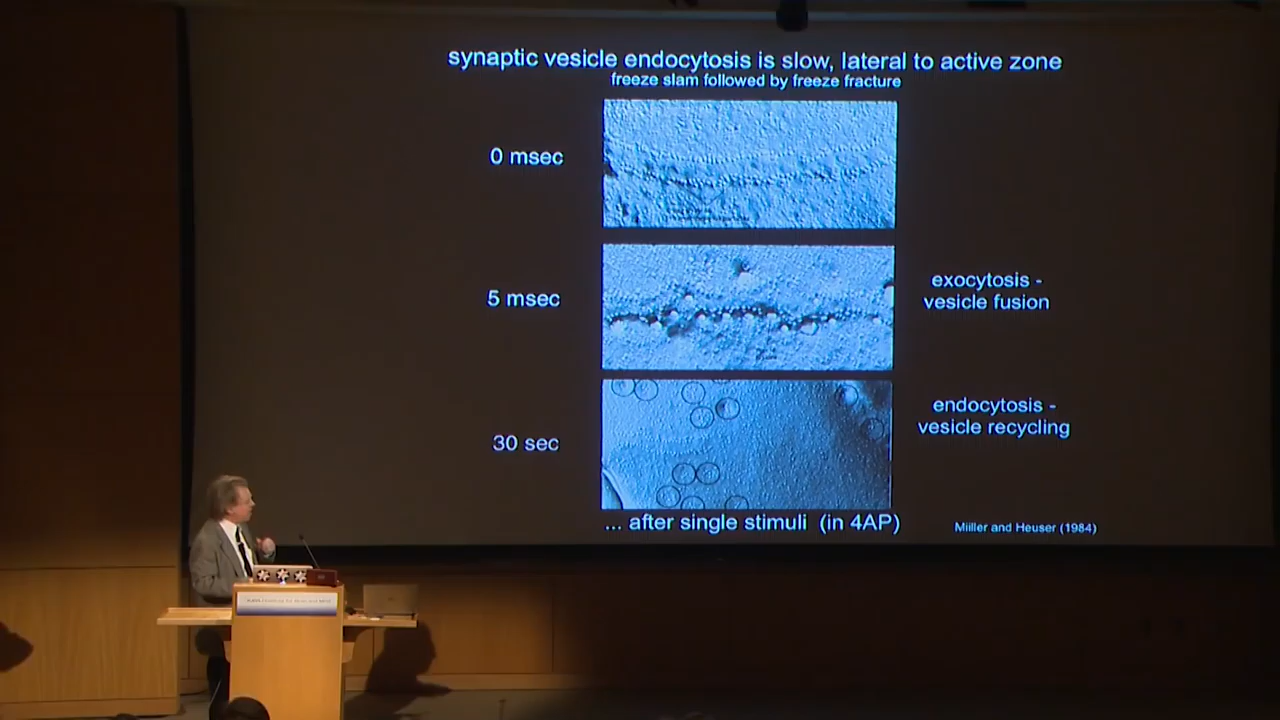 synaptic vesicle endocytosis is slow, lateral to active zone
freeze slam followed by freeze fracture
0 msec
5 msec
exocytosis -
vesicle fusion
30 sec
endocytosis -
vesicle recycling
... after single stimuli (in 4AP)
Miller and Heuser (1984)